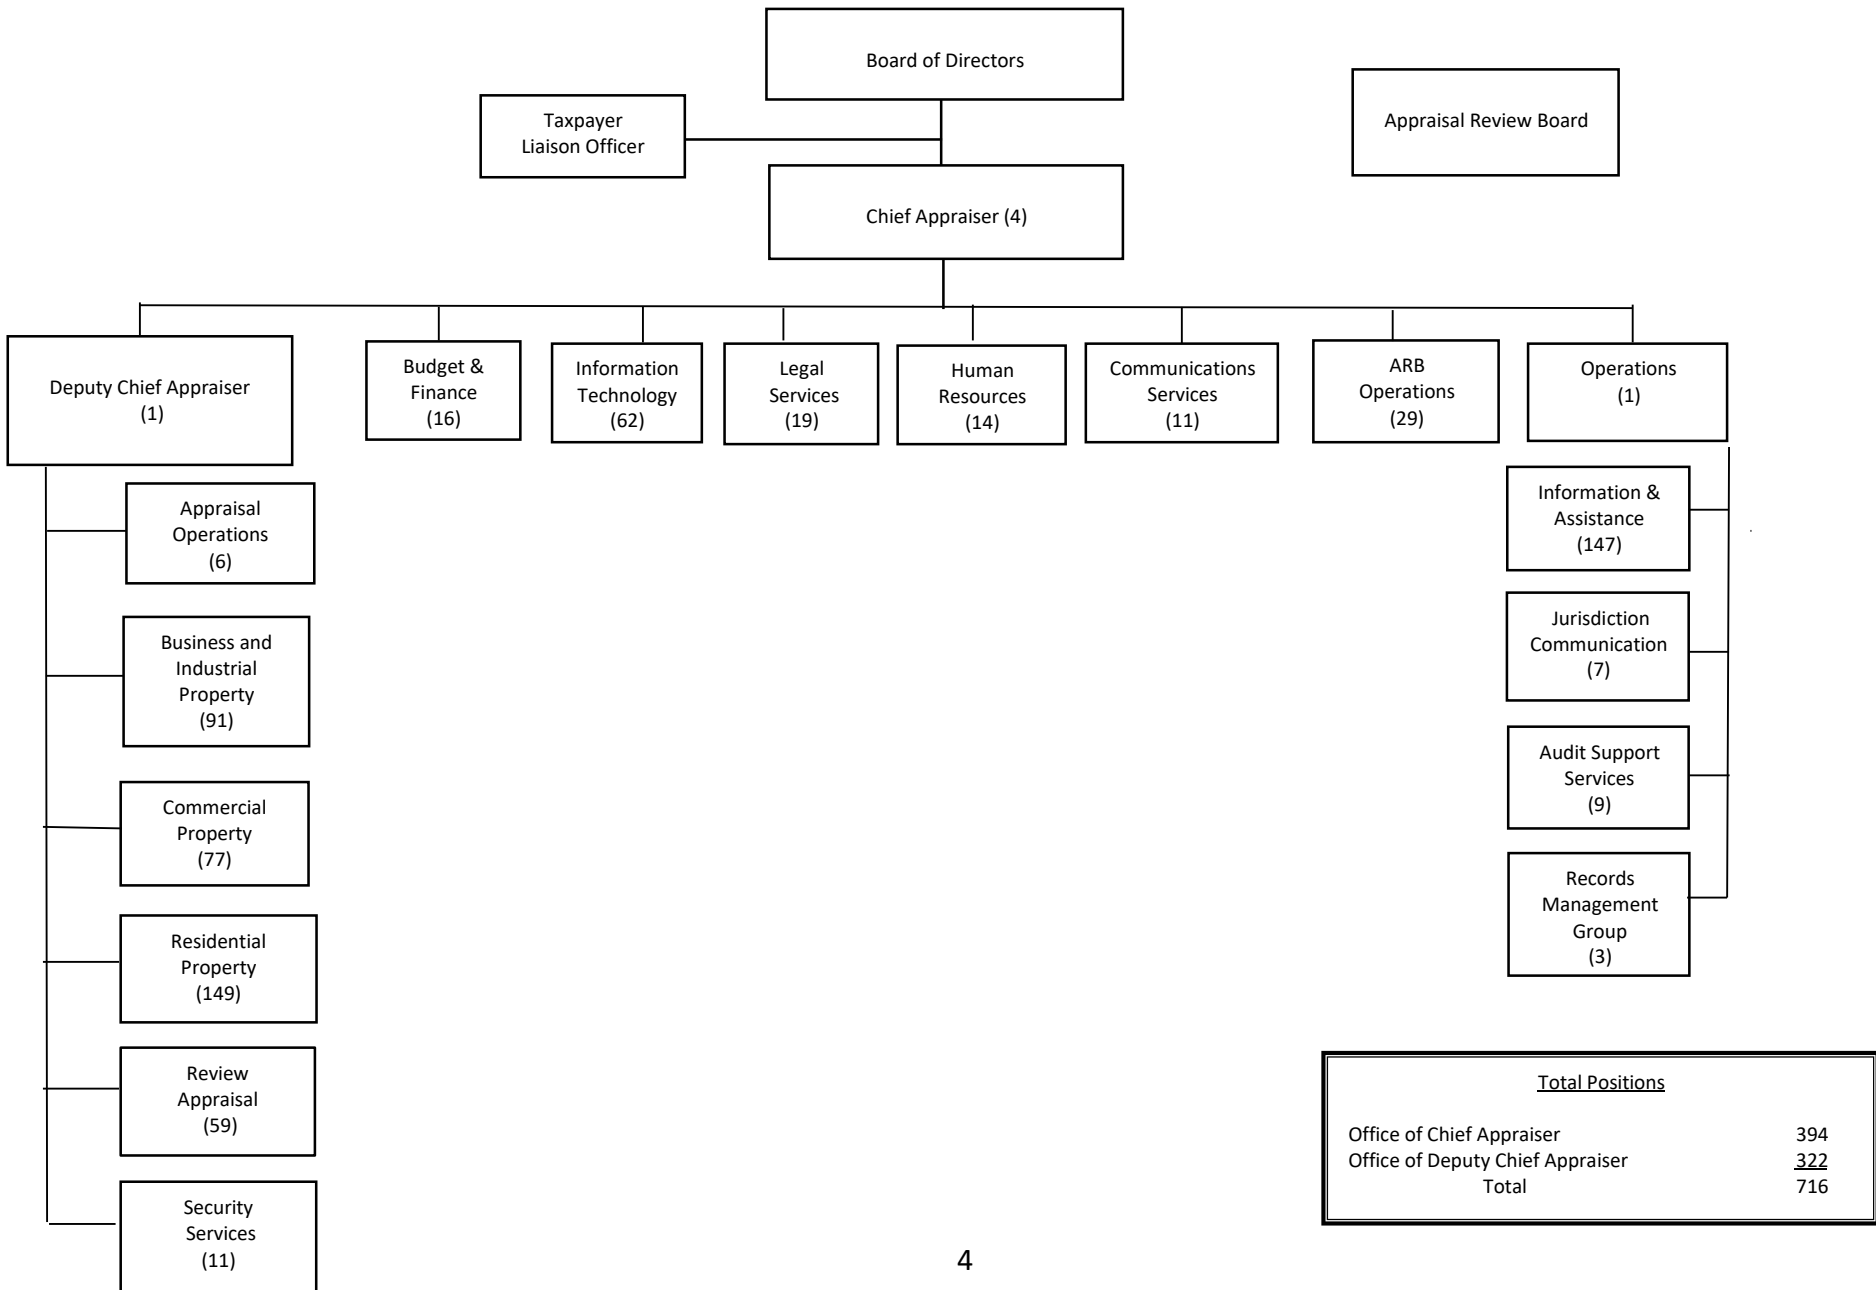 Board of Directors
Taxpayer
Liaison Officer
Appraisal Review Board
Chief Appraiser (4)
Deputy Chief Appraiser
(1)
Budget &
Finance
(16)
Information
Technology
(62)
Legal
Services
(19)
Human
Resources
(14)
Communications
Services
(11)
ARB
Operations
(29)
Operations
(1)
Appraisal
Operations
(6)
Business and
Industrial
Property
(91)
Commercial
Property
(77)
Residential
Property
(149)
Review
Appraisal
(59)
Security
Services
(11)
Information &
Assistance
(147)
Jurisdiction
Communication
(7)
Audit Support
Services
(9)
Records
Management
Group
(3)
Total Positions
Office of Chief Appraiser 394
Office of Deputy Chief Appraiser 322
Total 716
4